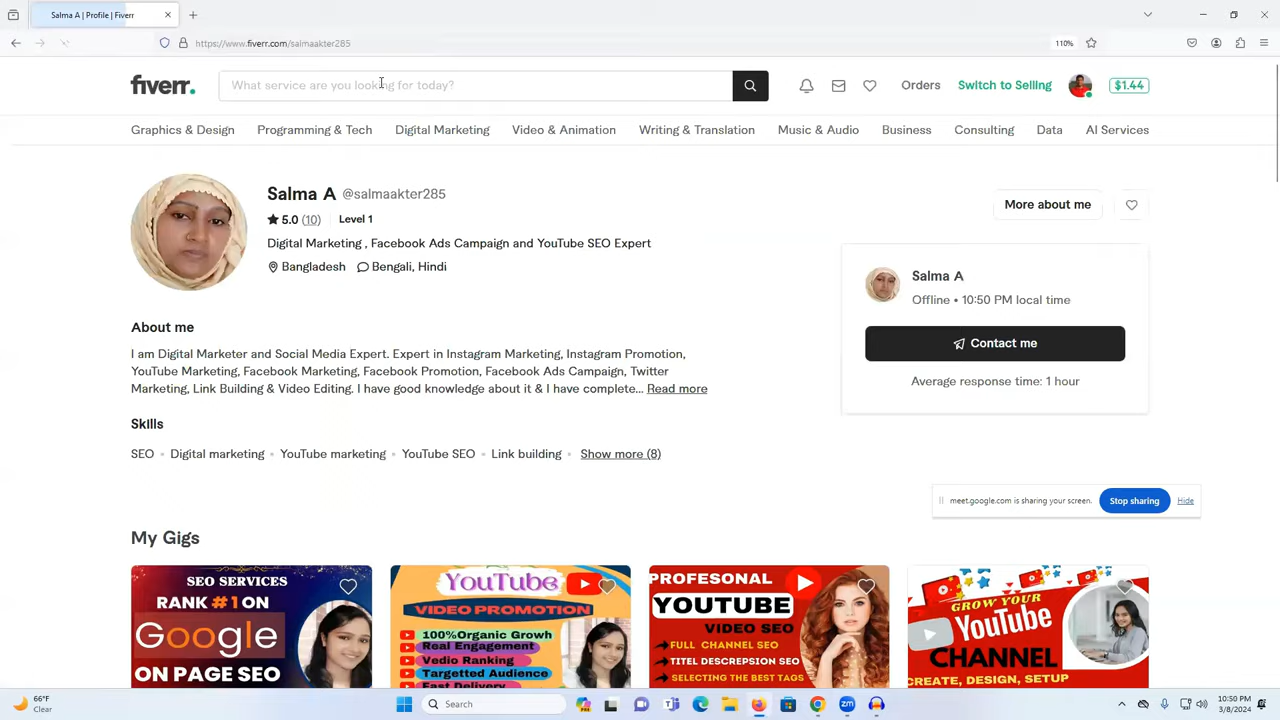 Salma A | Profile | Fiverr
https://www.fiverr.com/salmaakter285
110%
fiverr.
What service are you looking for today?
Orders
Switch to Selling
$1.44
Graphics & Design
Programming & Tech
Digital Marketing
Video & Animation
Writing & Translation
Music & Audio
Business
Consulting
Data
AI Services
Salma A @salmaakter285
5.0 (10) Level 1
Digital Marketing , Facebook Ads Campaign and YouTube SEO Expert
Bangladesh Bengali, Hindi
More about me
Salma A
Offline • 10:50 PM local time
Contact me
Average response time: 1 hour
About me
I am Digital Marketer and Social Media Expert. Expert in Instagram Marketing, Instagram Promotion,
YouTube Marketing, Facebook Marketing, Facebook Promotion, Facebook Ads Campaign, Twitter
Marketing, Link Building & Video Editing. I have good knowledge about it & I have complete... Read more
Skills
SEO • Digital marketing • YouTube marketing • YouTube SEO • Link building • Show more (8)
meet.google.com is sharing your screen.
Stop sharing
Hide
My Gigs
SEO SERVICES
RANK #1 ON
Google
ON PAGE SEO
YouTube
VIDEO PROMOTION
100%Organic Growh
Real Engagement
Vedio Ranking
Targetted Audience
Fast Delivery
PROFESONAL
YOUTUBE
VIDEO SEO
FULL CHANNEL SEO
TITEL DESCREPSION SEO
SELECTING THE BEST TAGS
GROW YOUR
YouTube
CHANNEL
CREATE, DESIGN, SETUP
66°F
Clear
Search
10:50 PM
3/8/2024